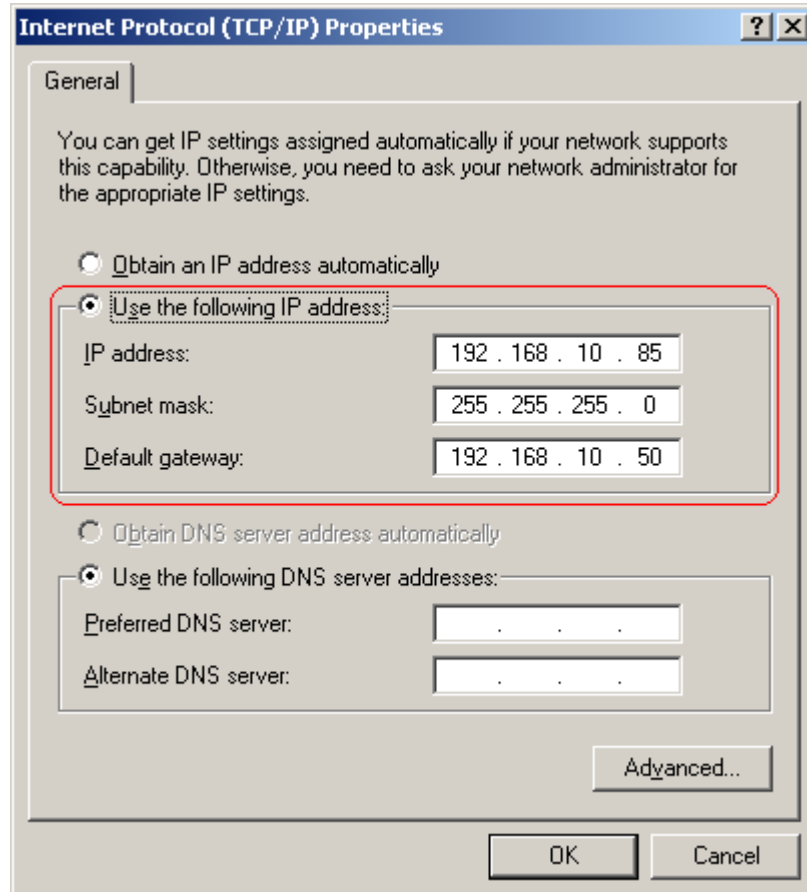 Internet Protocol (TCP/IP) Properties
General
You can get IP settings assigned automatically if your network supports
this capability. Otherwise, you need to ask your network administrator for
the appropriate IP settings.
Obtain an IP address automatically
Use the following IP address:
IP address: 192 . 168 . 10 . 85
Subnet mask: 255 . 255 . 255 . 0
Default gateway: 192 . 168 . 10 . 50
Obtain DNS server address automatically
Use the following DNS server addresses:
Preferred DNS server: . . .
Alternate DNS server: . . .
Advanced...
OK Cancel